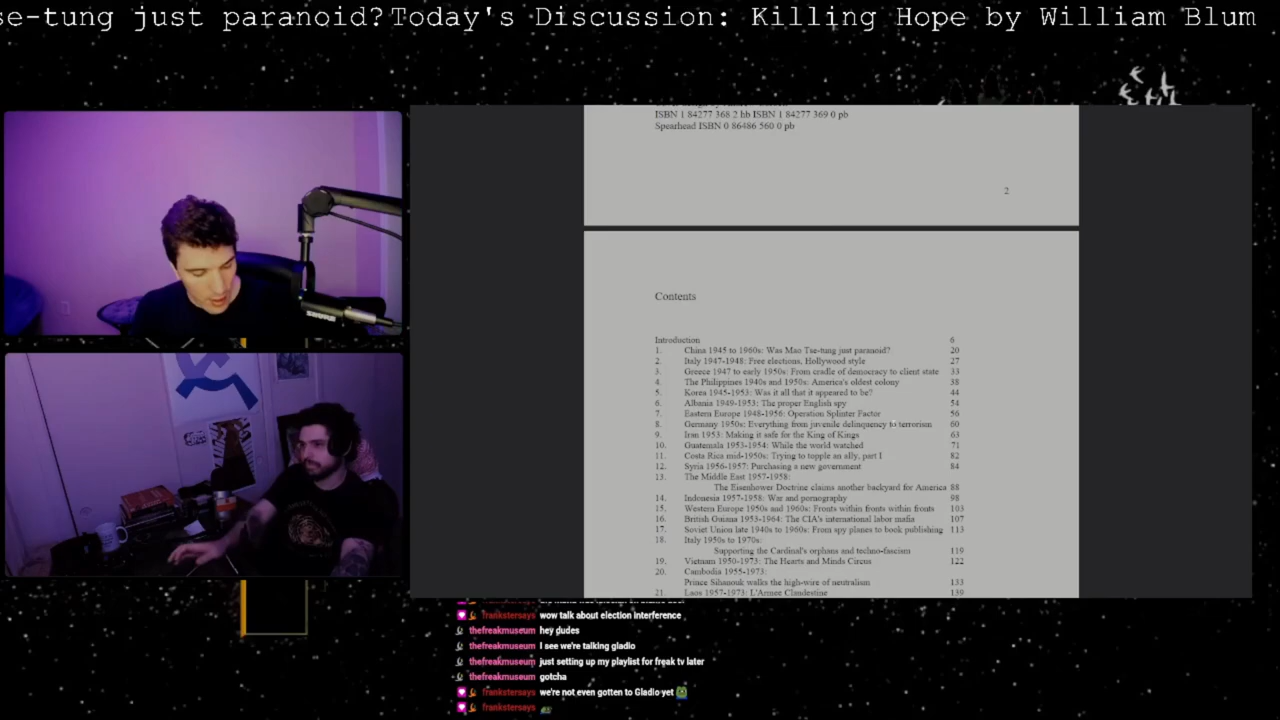 se-tung just paranoid? Today's Discussion: Killing Hope by William Blum
ISBN 1 84277 368 2 hb ISBN 1 84277 369 0 pb
Spearhead ISBN 0 86486 560 0 pb
2
Contents
Introduction 6
1. China 1945 to 1960s: Was Mao Tse-tung just paranoid? 20
2. Italy 1947-1948: Free elections, Hollywood style 27
3. Greece 1947 to early 1950s: From cradle of democracy to client state 33
4. The Philippines 1940s and 1950s: America's oldest colony 38
5. Korea 1945-1953: Was it all that it appeared to be? 44
6. Albania 1949-1953: The proper English spy 54
7. Eastern Europe 1948-1956: Operation Splinter Factor 56
8. Germany 1950s: Everything from juvenile delinquency to terrorism 60
9. Iran 1953: Making it safe for the King of Kings 63
10. Guatemala 1953-1954: While the world watched 71
11. Costa Rica mid-1950s: Trying to topple an ally, part I 82
12. Syria 1956-1957: Purchasing a new government 84
13. The Middle East 1957-1958:
The Eisenhower Doctrine claims another backyard for America 88
14. Indonesia 1957-1958: War and pornography 98
15. Western Europe 1950s and 1960s: Fronts within fronts within fronts 103
16. British Guiana 1953-1964: The CIA's international labor mafia 107
17. Soviet Union late 1940s to 1960s: From spy planes to book publishing 113
18. Italy 1950s to 1970s:
Supporting the Cardinal's orphans and techno-fascism 119
19. Vietnam 1950-1973: The Hearts and Minds Circus 122
20. Cambodia 1955-1973:
Prince Sihanouk walks the high-wire of neutralism 133
21. Laos 1957-1973: L'Armee Clandestine 139
frankstersays wow talk about election interference
thefreakmuseum hey dudes
thefreakmuseum I see we're talking gladio
thefreakmuseum just setting up my playlist for freak tv later
thefreakmuseum gotcha
frankstersays we're not even gotten to Gladio yet
frankstersays